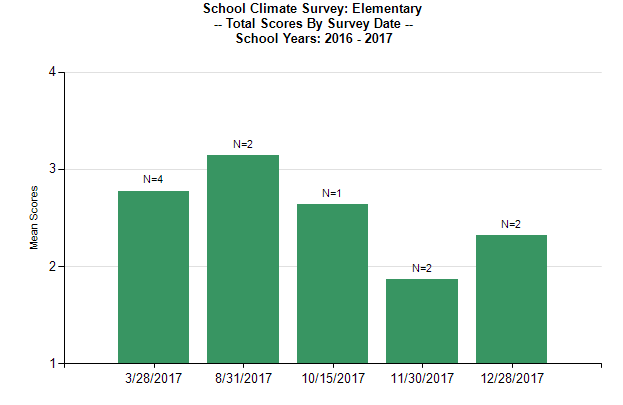 School Climate Survey: Elementary
-- Total Scores By Survey Date --
School Years: 2016 - 2017
4
3
2
1
Mean Scores
N=4
N=2
N=1
N=2
N=2
3/28/2017
8/31/2017
10/15/2017
11/30/2017
12/28/2017